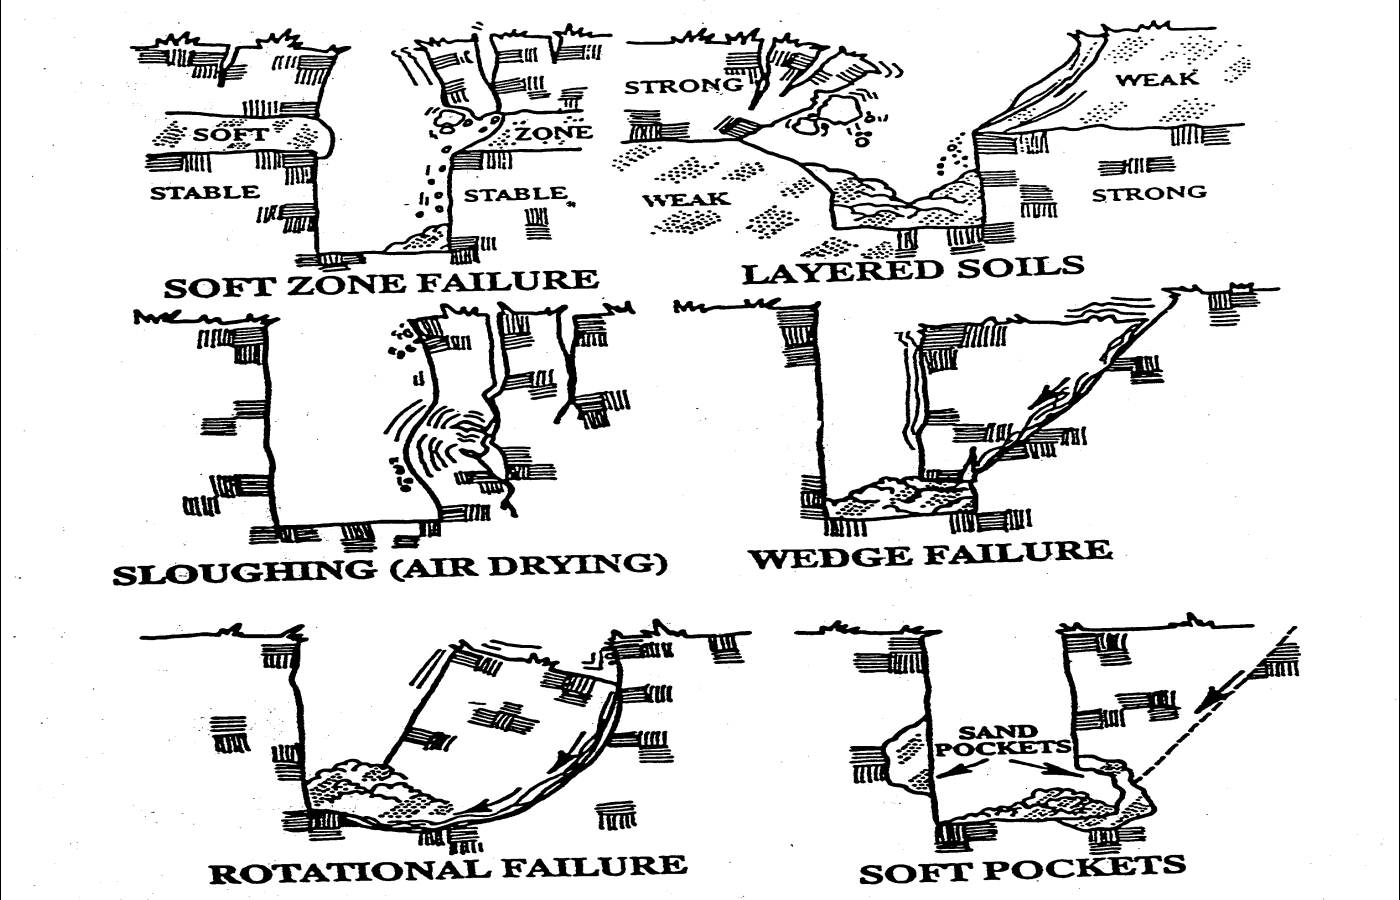 SOFT
ZONE
STABLE
STABLE
SOFT ZONE FAILURE
STRONG
WEAK
WEAK
STRONG
LAYERED SOILS
SLOUGHING (AIR DRYING)
WEDGE FAILURE
ROTATIONAL FAILURE
SAND
POCKETS
SOFT POCKETS